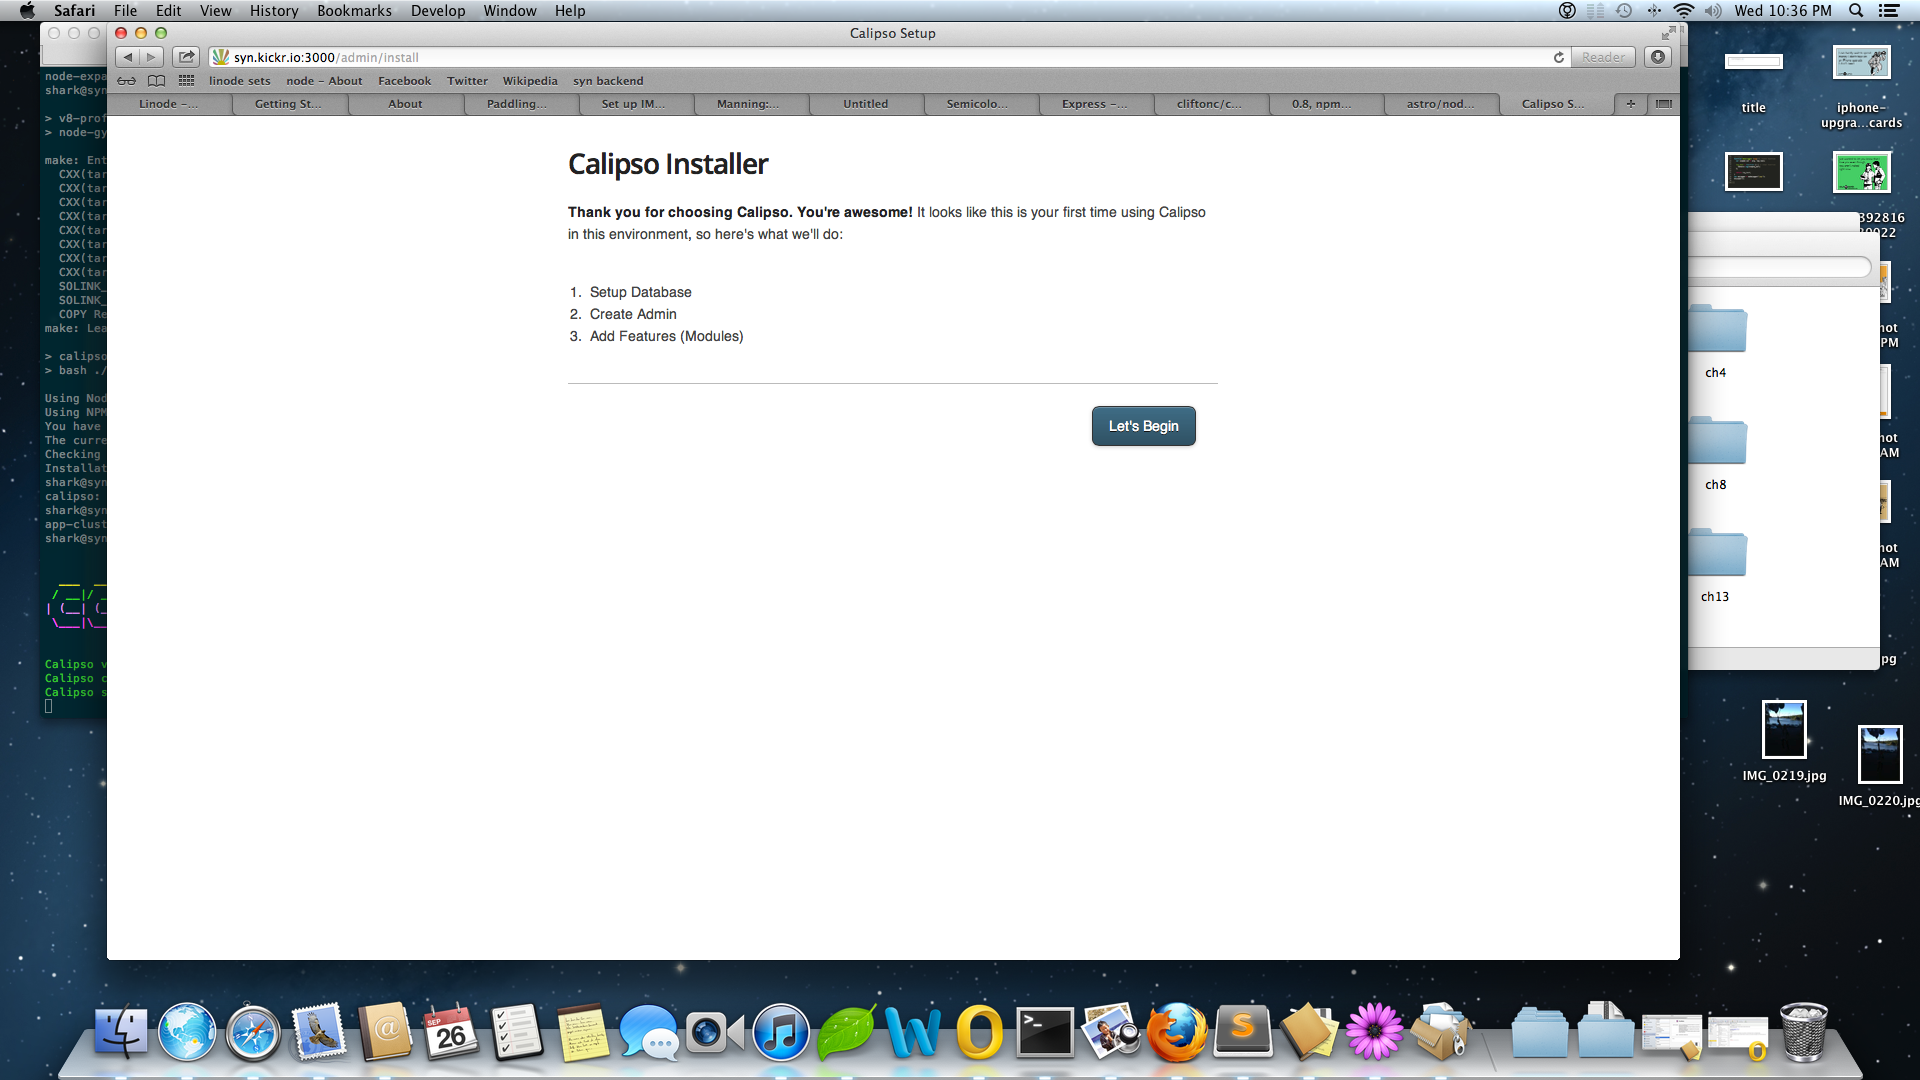 Safari File Edit View History Bookmarks Develop Window Help
Wed 10:36 PM
Calipso Setup
syn.kickr.io:3000/admin/install
Reader
linode sets node - About Facebook Twitter Wikipedia syn backend
Linode -... Getting St... About Paddling... Set up IM... Manning:... Untitled Semicolo... Express -... cliftonc/c... 0.8, npm... astro/nod... Calipso S...
Calipso Installer
Thank you for choosing Calipso. You're awesome! It looks like this is your first time using Calipso
in this environment, so here's what we'll do:
1. Setup Database
2. Create Admin
3. Add Features (Modules)
Let's Begin
node-expa
shark@syn
> v8-prof
> node-gy
make: Ent
CXX(tar
CXX(tar
CXX(tar
CXX(tar
CXX(tar
CXX(tar
CXX(tar
CXX(tar
SOLINK_
SOLINK_
COPY Re
make: Lea
> calipso
> bash ./
Using Nod
Using NPM
You have
The curre
Checking
Installat
shark@syn
calipso:
shark@syn
app-clust
shark@syn
Calipso v
Calipso c
Calipso s
title
iphone-
upgra...cards
392816
ch4
ch8
ch13
not
PM
not
AM
not
AM
pg
IMG_0219.jpg
IMG_0220.jpg
SEP
26